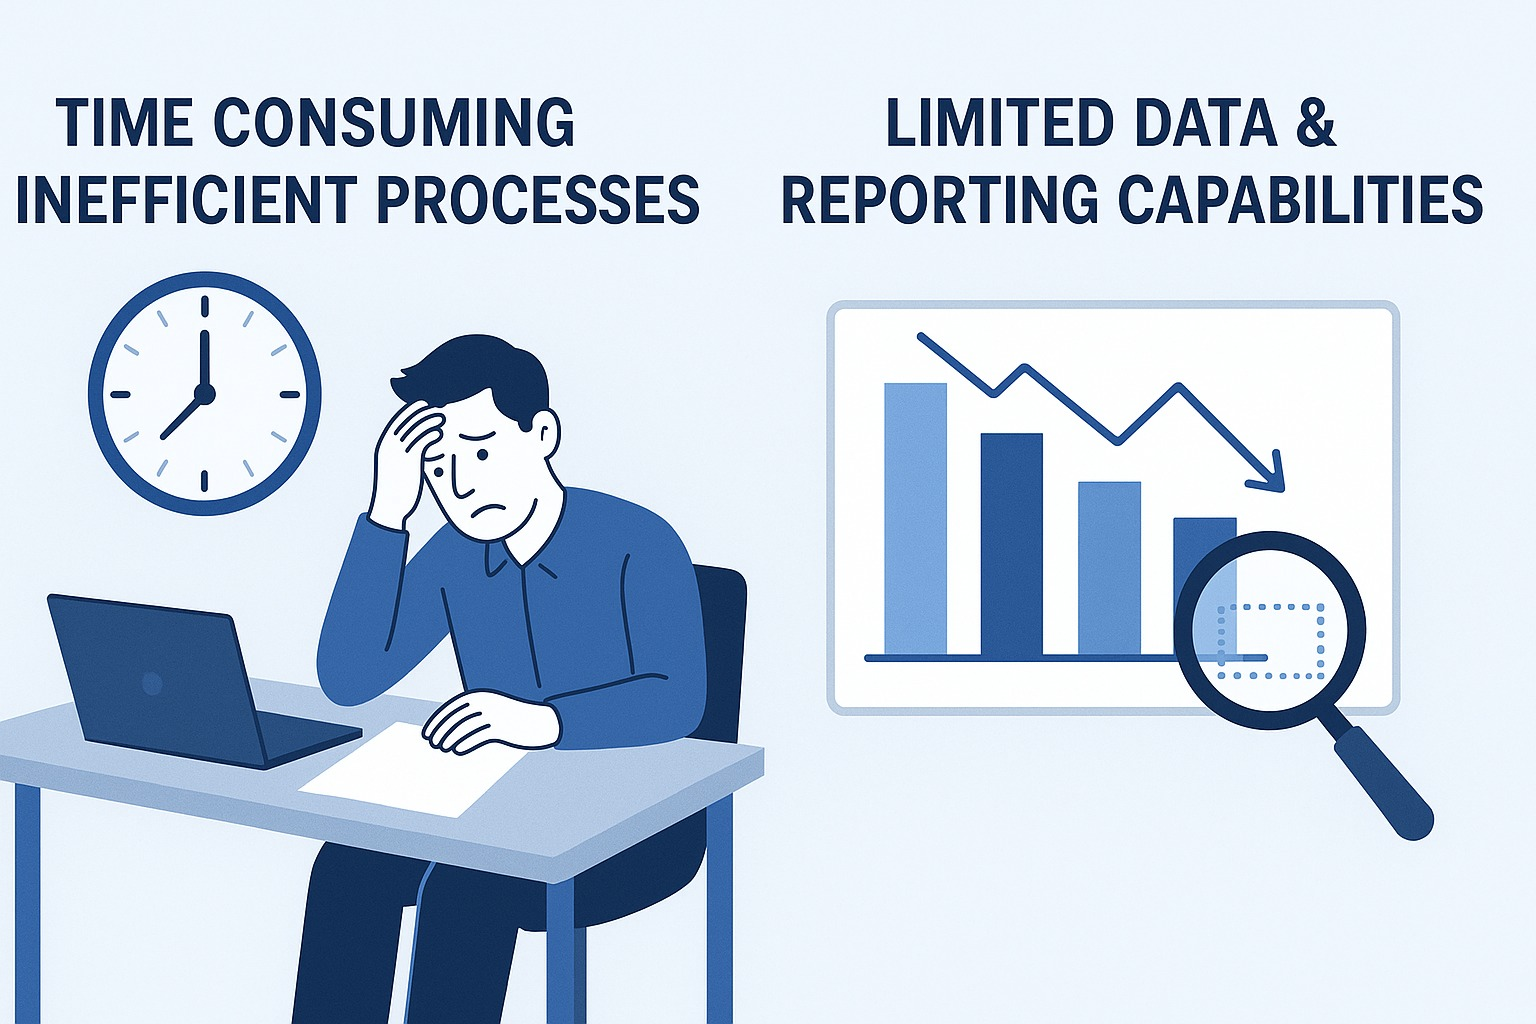 TIME CONSUMING
INEFFICIENT PROCESSES
LIMITED DATA &
REPORTING CAPABILITIES